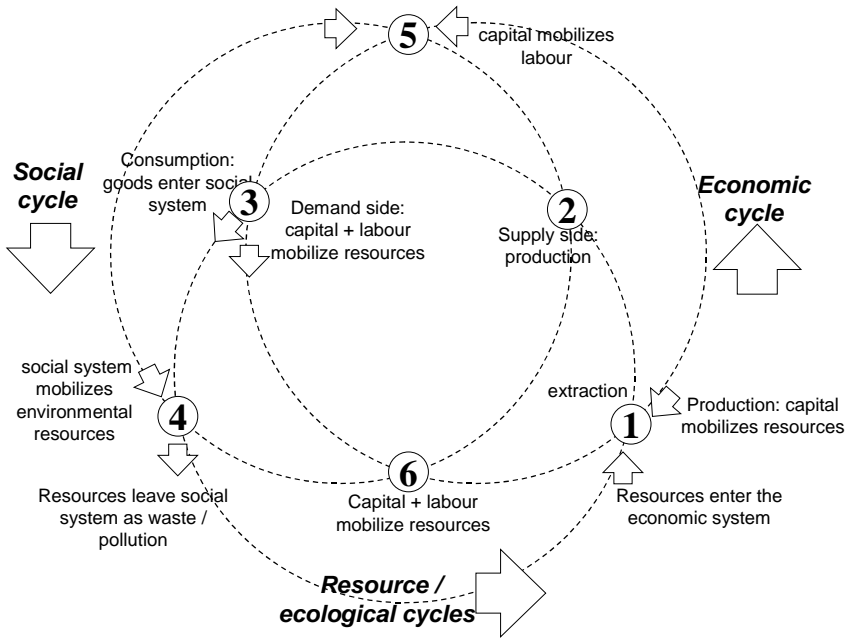 5
capital mobilizes
labour
Social
cycle
Consumption:
goods enter social
system
3
Demand side:
capital + labour
mobilize resources
2
Supply side:
production
Economic
cycle
social system
mobilizes
environmental
resources
4
extraction
1
Production: capital
mobilizes resources
6
Capital + labour
mobilize resources
Resources leave social
system as waste /
pollution
Resources enter the
economic system
Resource /
ecological cycles